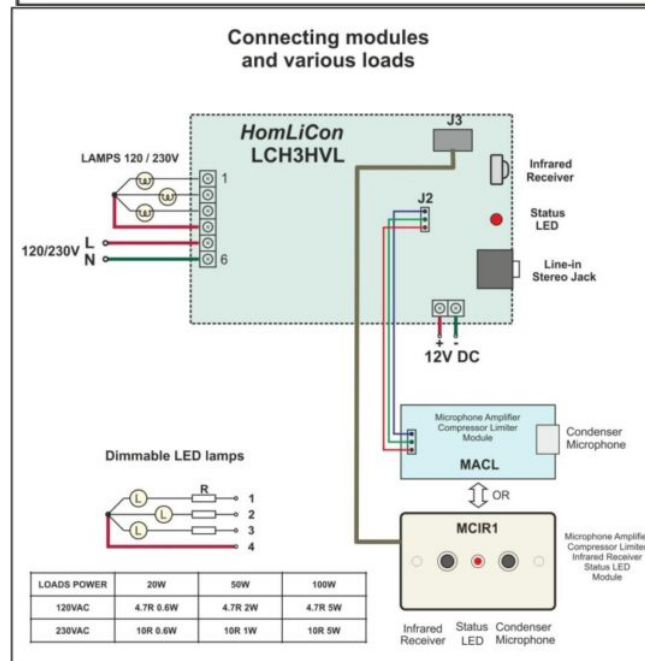 Connecting modules
and various loads
HomLiCon
LCH3HVL
J3
LAMPS 120 / 230V
1
Infrared
Receiver
J2
Status
LED
120/230V L
N
6
Line-in
Stereo Jack
+ -
12V DC
Microphone Amplifier
Compressor Limiter
Module
MACL
Condenser
Microphone
OR
Dimmable LED lamps
R
L 1
L 2
L 3
4
MCIR1
Microphone Amplifie
Compressor Limiter
Infrared Receiver
Status LED
Module
Infrared
Receiver
Status
LED
Condenser
Microphone
LOADS POWER 20W 50W 100W
120VAC 4.7R 0.6W 4.7R 2W 4.7R 5W
230VAC 10R 0.6W 10R 1W 10R 5W